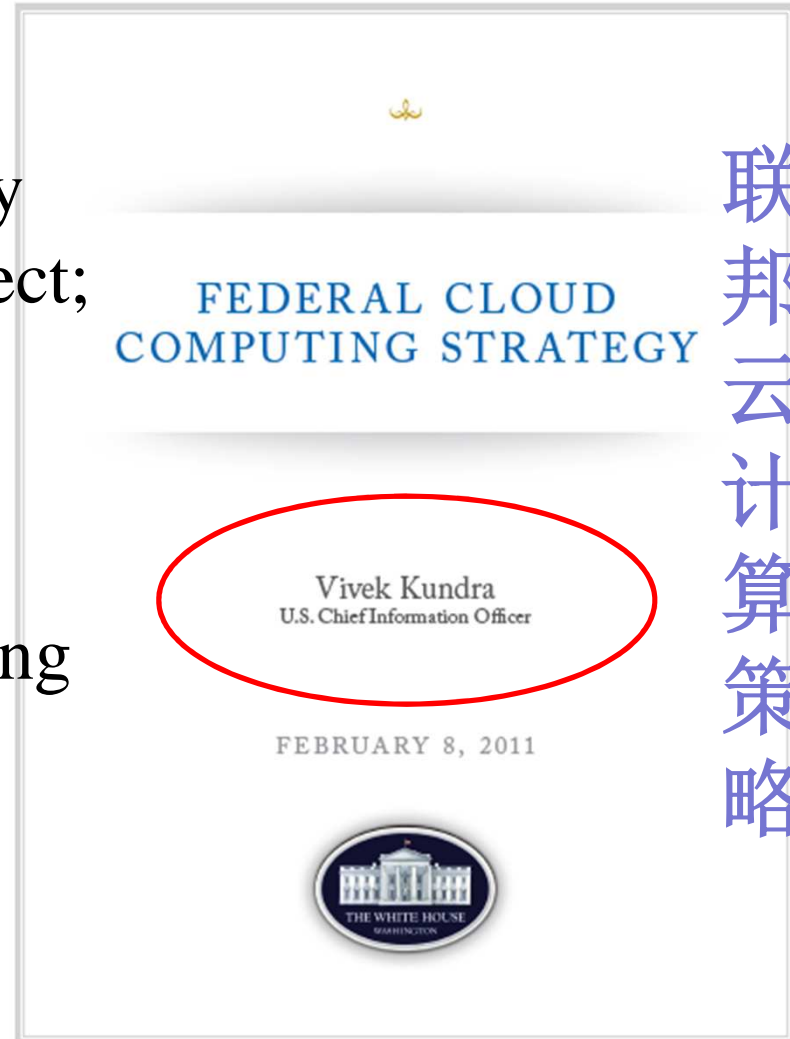 FEDERAL CLOUD
COMPUTING STRATEGY
Vivek Kundra
U.S. Chief Information Officer
FEBRUARY 8, 2011
THE WHITE HOUSE
WASHINGTON
联
邦
云
计
算
策
略
ect;
ng
y